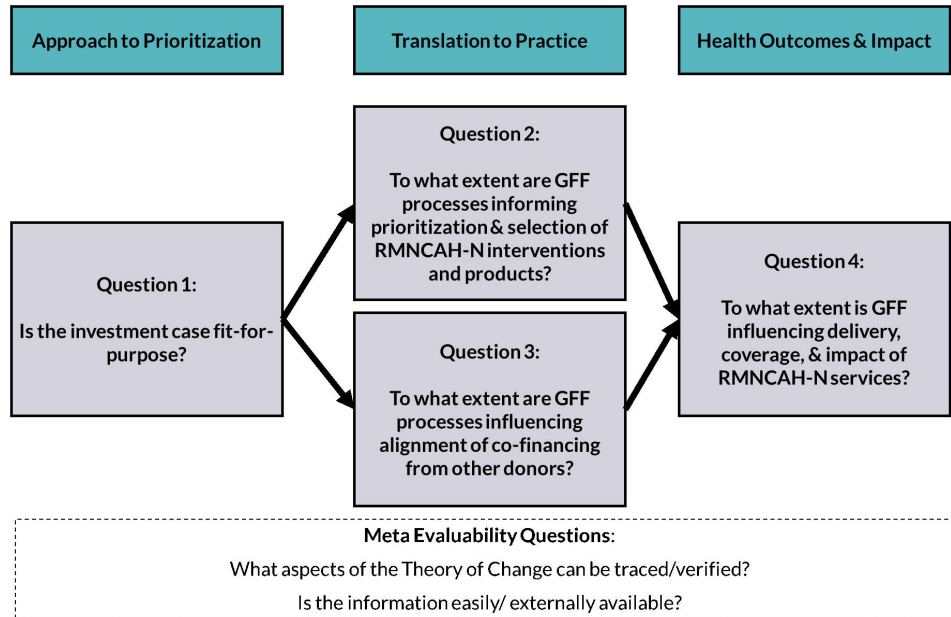 Approach to Prioritization
Translation to Practice
Health Outcomes & Impact
Question 1:
Is the investment case fit-for-
purpose?
Question 2:
To what extent are GFF
processes informing
prioritization & selection of
RMNCAH-N interventions
and products?
Question 3:
To what extent are GFF
processes influencing
alignment of co-financing
from other donors?
Question 4:
To what extent is GFF
influencing delivery,
coverage, & impact of
RMNCAH-N services?
Meta Evaluability Questions:
What aspects of the Theory of Change can be traced/verified?
Is the information easily/ externally available?